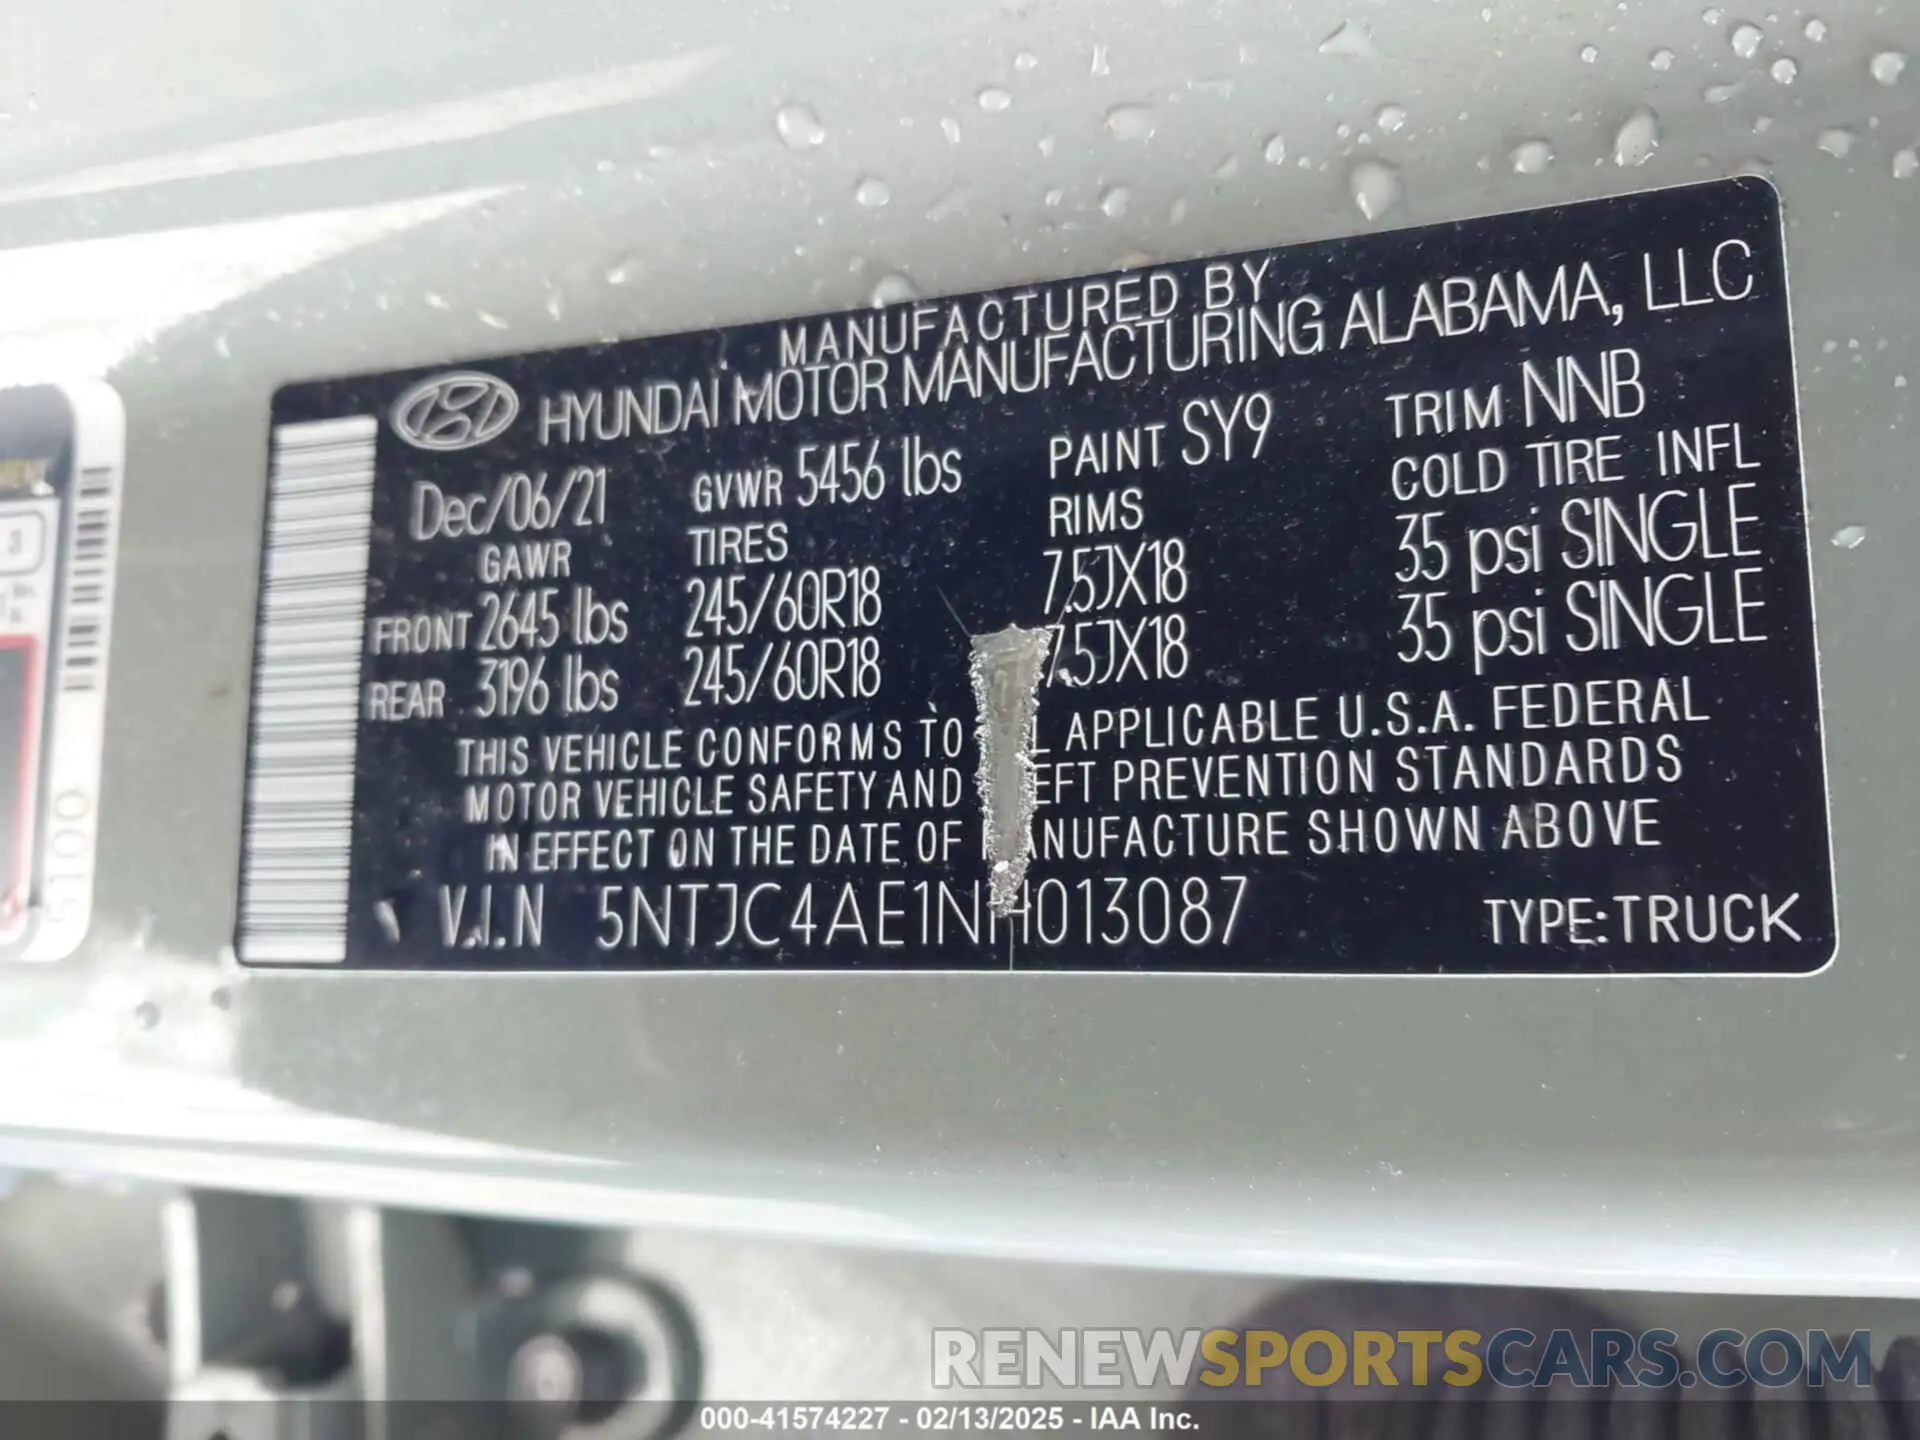 MANUFACTURED BY
HYUNDAI MOTOR MANUFACTURING ALABAMA, LLC
Dec/06/21 GVWR 5456 lbs PAINT SY9 TRIM NNB
GAWR TIRES RIMS COLD TIRE INFL
FRONT 2645 lbs 245/60R18 7.5JX18 35 psi SINGLE
REAR 3196 lbs 245/60R18 7.5JX18 35 psi SINGLE
THIS VEHICLE CONFORMS TO L APPLICABLE U.S.A. FEDERAL
MOTOR VEHICLE SAFETY AND EFT PREVENTION STANDARDS
IN EFFECT ON THE DATE OF MANUFACTURE SHOWN ABOVE
V.I.N 5NTJC4AE1NH013087 TYPE:TRUCK
5100
3
RENEWSPORTSCARS.COM
000-41574227 - 02/13/2025 - IAA Inc.